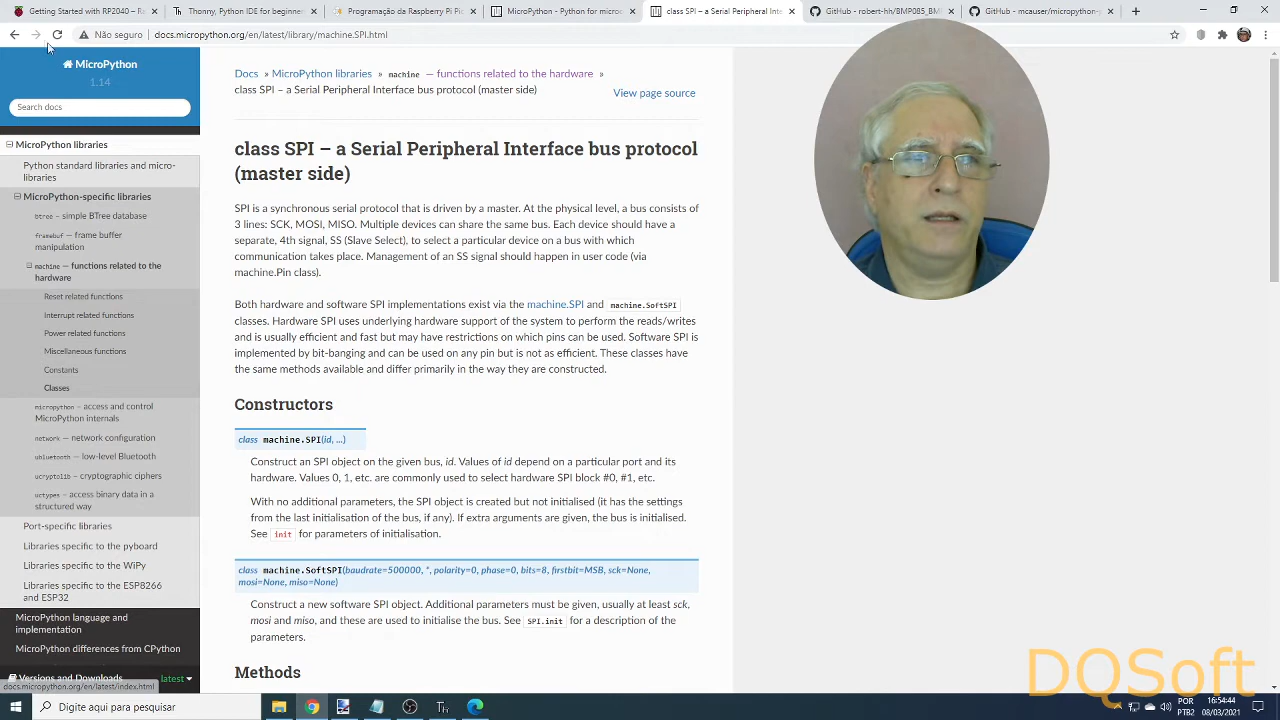 Getting Started with RP2040 – R
Thonny, Python IDE for beginners
Programação da Raspberry Pi Pic
MicroPython - Python for microc
class SPI – a Serial Peripheral Int
GitHub - robert-hh/BMP085_BM
GitHub - mcauser/micropython-
Não seguro | docs.micropython.org/en/latest/library/machine.SPI.html
MicroPython
1.14
Search docs
MicroPython libraries
Python standard libraries and micro-
libraries
MicroPython-specific libraries
btree – simple BTree database
framebuf — frame buffer
manipulation
machine — functions related to the
hardware
Reset related functions
Interrupt related functions
Power related functions
Miscellaneous functions
Constants
Classes
micropython – access and control
MicroPython internals
network — network configuration
ubluetooth — low-level Bluetooth
ucryptolib – cryptographic ciphers
uctypes – access binary data in a
structured way
Port-specific libraries
Libraries specific to the pyboard
Libraries specific to the WiPy
Libraries specific to the ESP8266
and ESP32
MicroPython language and
implementation
MicroPython differences from CPython
Versions and Downloads
latest
docs.micropython.org/en/latest/index.html
Docs » MicroPython libraries » machine — functions related to the hardware »
class SPI – a Serial Peripheral Interface bus protocol (master side)
View page source
class SPI – a Serial Peripheral Interface bus protocol
(master side)
SPI is a synchronous serial protocol that is driven by a master. At the physical level, a bus consists of
3 lines: SCK, MOSI, MISO. Multiple devices can share the same bus. Each device should have a
separate, 4th signal, SS (Slave Select), to select a particular device on a bus with which
communication takes place. Management of an SS signal should happen in user code (via
machine.Pin class).
Both hardware and software SPI implementations exist via the machine.SPI and machine.SoftSPI
classes. Hardware SPI uses underlying hardware support of the system to perform the reads/writes
and is usually efficient and fast but may have restrictions on which pins can be used. Software SPI is
implemented by bit-banging and can be used on any pin but is not as efficient. These classes have
the same methods available and differ primarily in the way they are constructed.
Constructors
class machine.SPI(id, ...)
Construct an SPI object on the given bus, id. Values of id depend on a particular port and its
hardware. Values 0, 1, etc. are commonly used to select hardware SPI block #0, #1, etc.
With no additional parameters, the SPI object is created but not initialised (it has the settings
from the last initialisation of the bus, if any). If extra arguments are given, the bus is initialised.
See init for parameters of initialisation.
class machine.SoftSPI(baudrate=500000, *, polarity=0, phase=0, bits=8, firstbit=MSB, sck=None,
mosi=None, miso=None)
Construct a new software SPI object. Additional parameters must be given, usually at least sck,
mosi and miso, and these are used to initialise the bus. See SPI.init for a description of the
parameters.
Methods
DQSoft
Digite aqui para pesquisar
POR
PTB2
16:54:44
08/03/2021